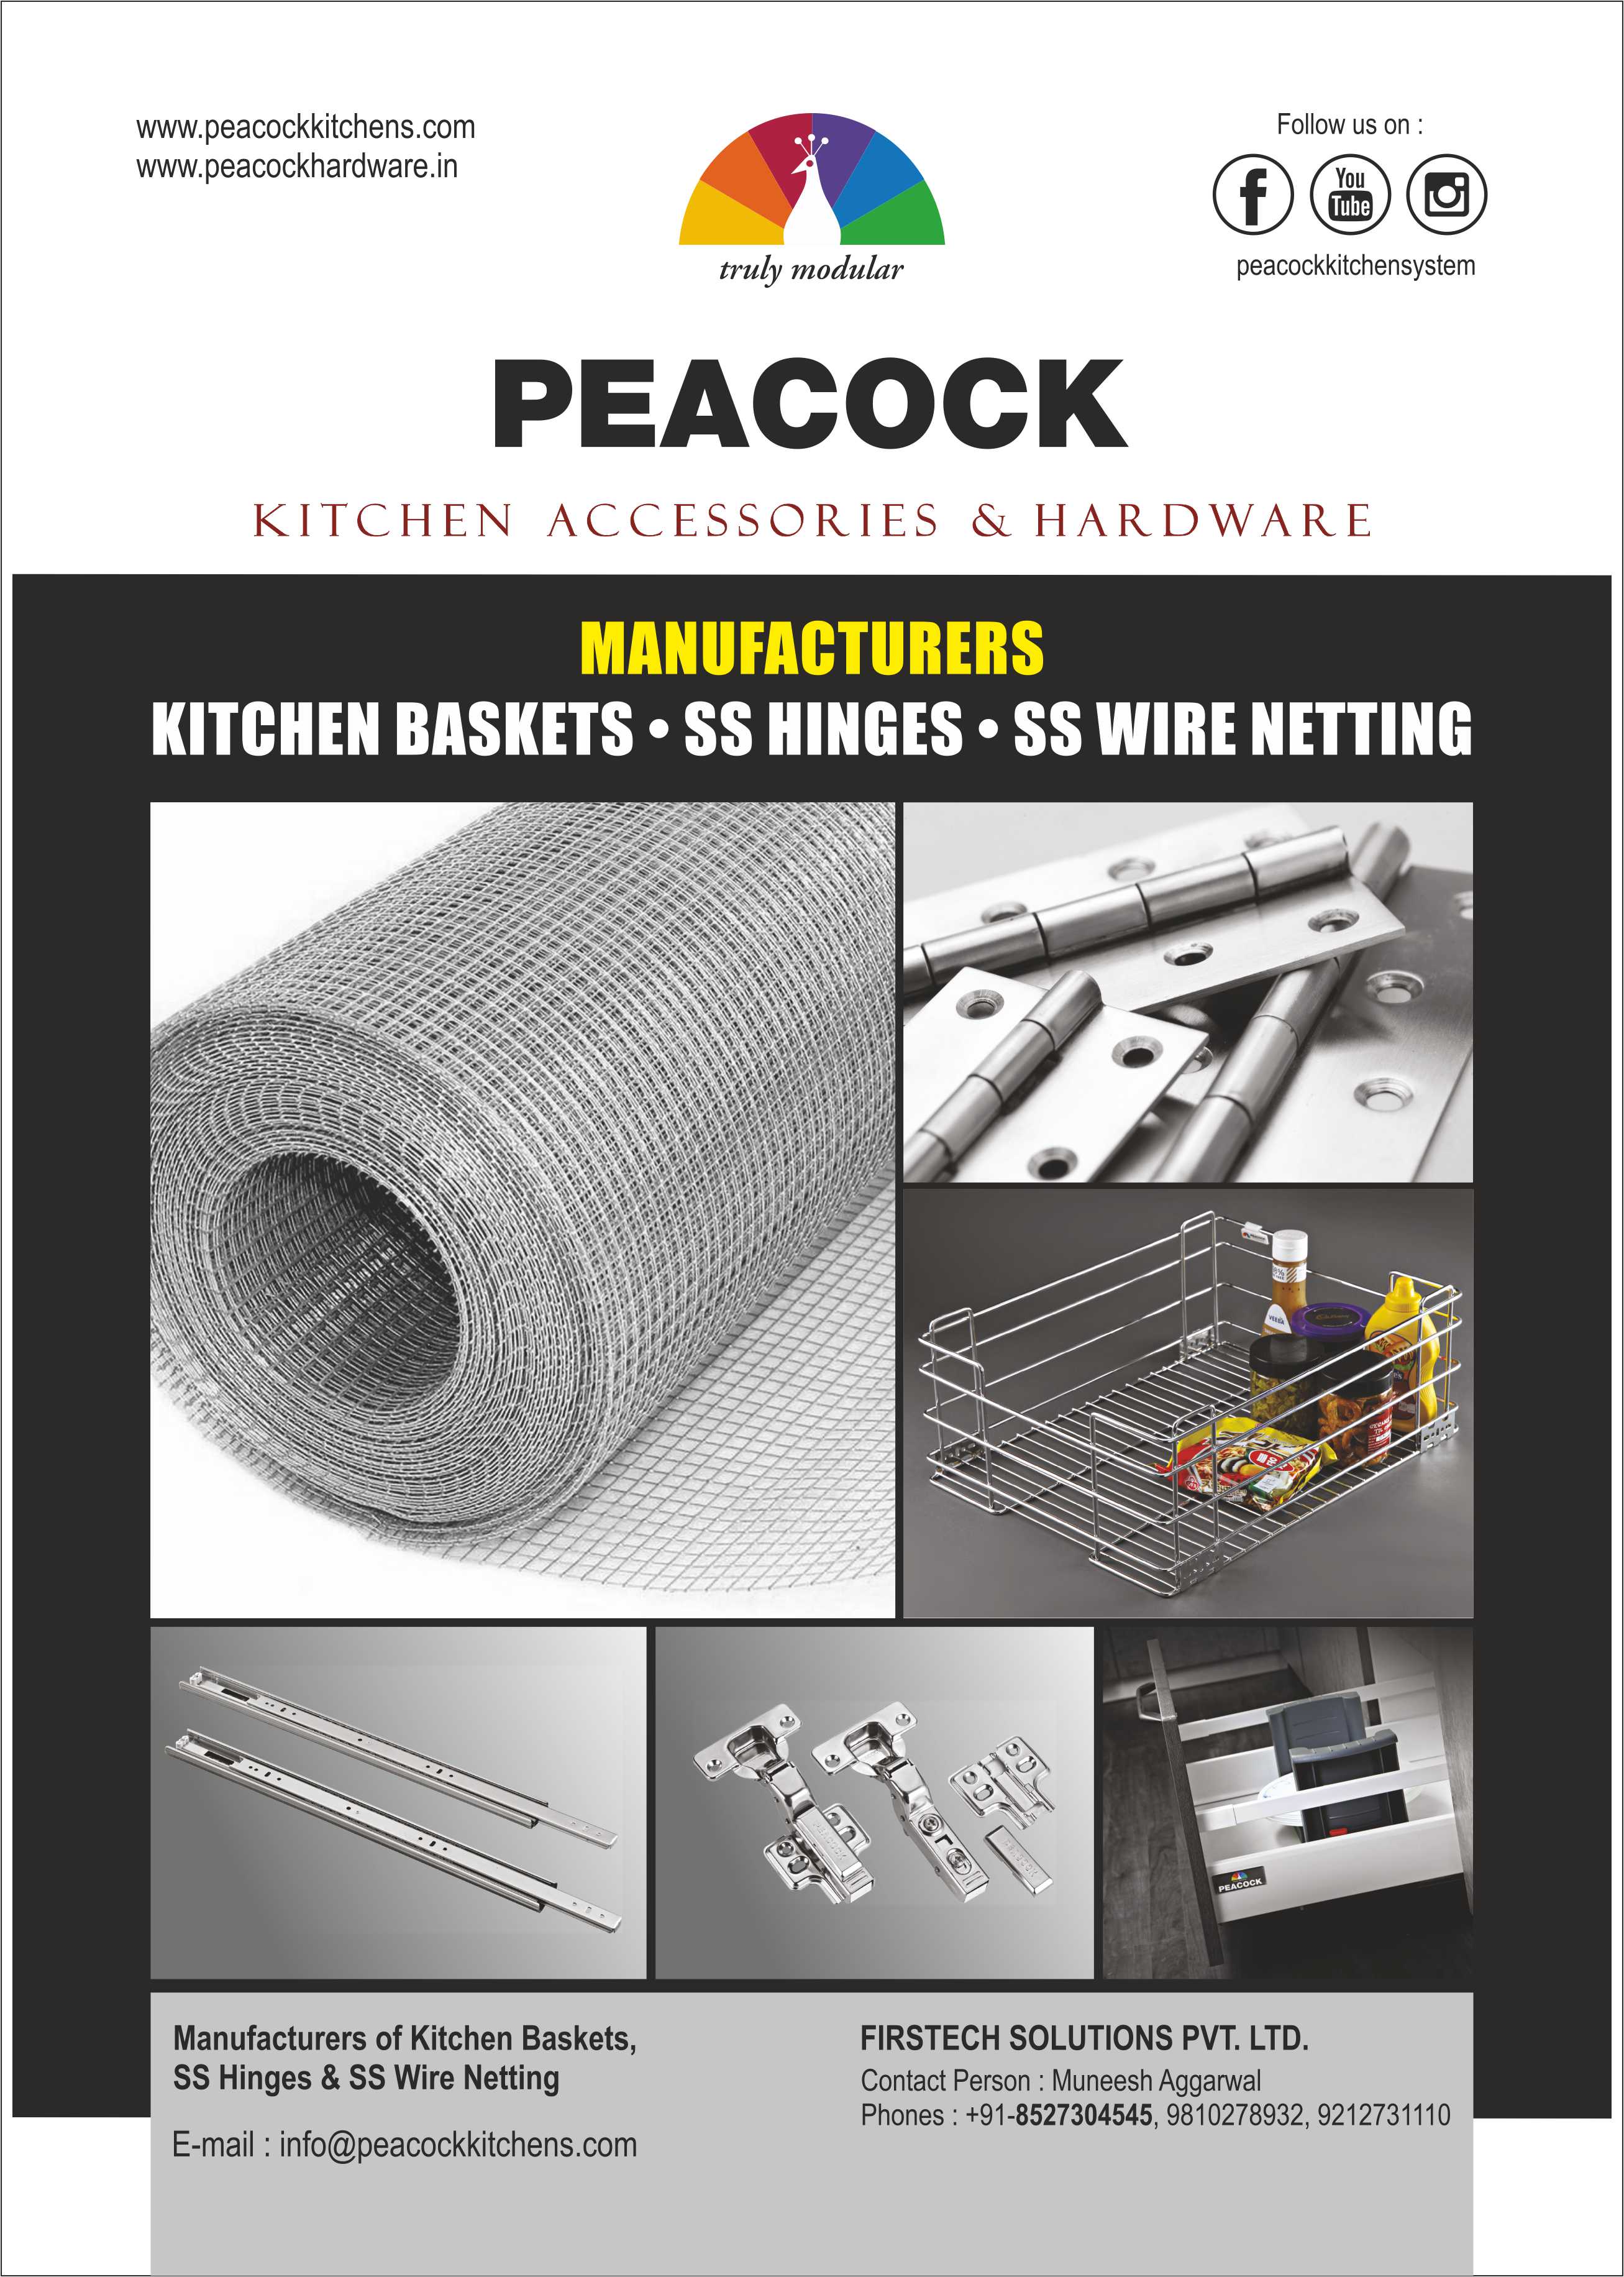 www.peacockkitchens.com
www.peacockhardware.in
truly modular
Follow us on :
f
You
Tube
peacockkitchensystem
PEACOCK
KITCHEN ACCESSORIES & HARDWARE
MANUFACTURERS
KITCHEN BASKETS • SS HINGES • SS WIRE NETTING
PEACOCK
Manufacturers of Kitchen Baskets,
SS Hinges & SS Wire Netting
E-mail : info@peacockkitchens.com
FIRSTECH SOLUTIONS PVT. LTD.
Contact Person : Muneesh Aggarwal
Phones : +91-8527304545, 9810278932, 9212731110